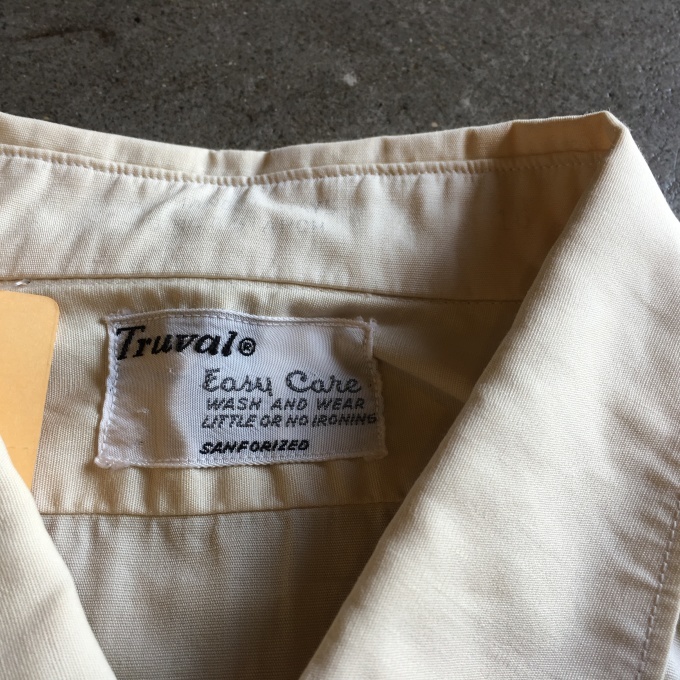 Truval®
Easy Care
WASH AND WEAR
LITTLE OR NO IRONING
SANFORIZED